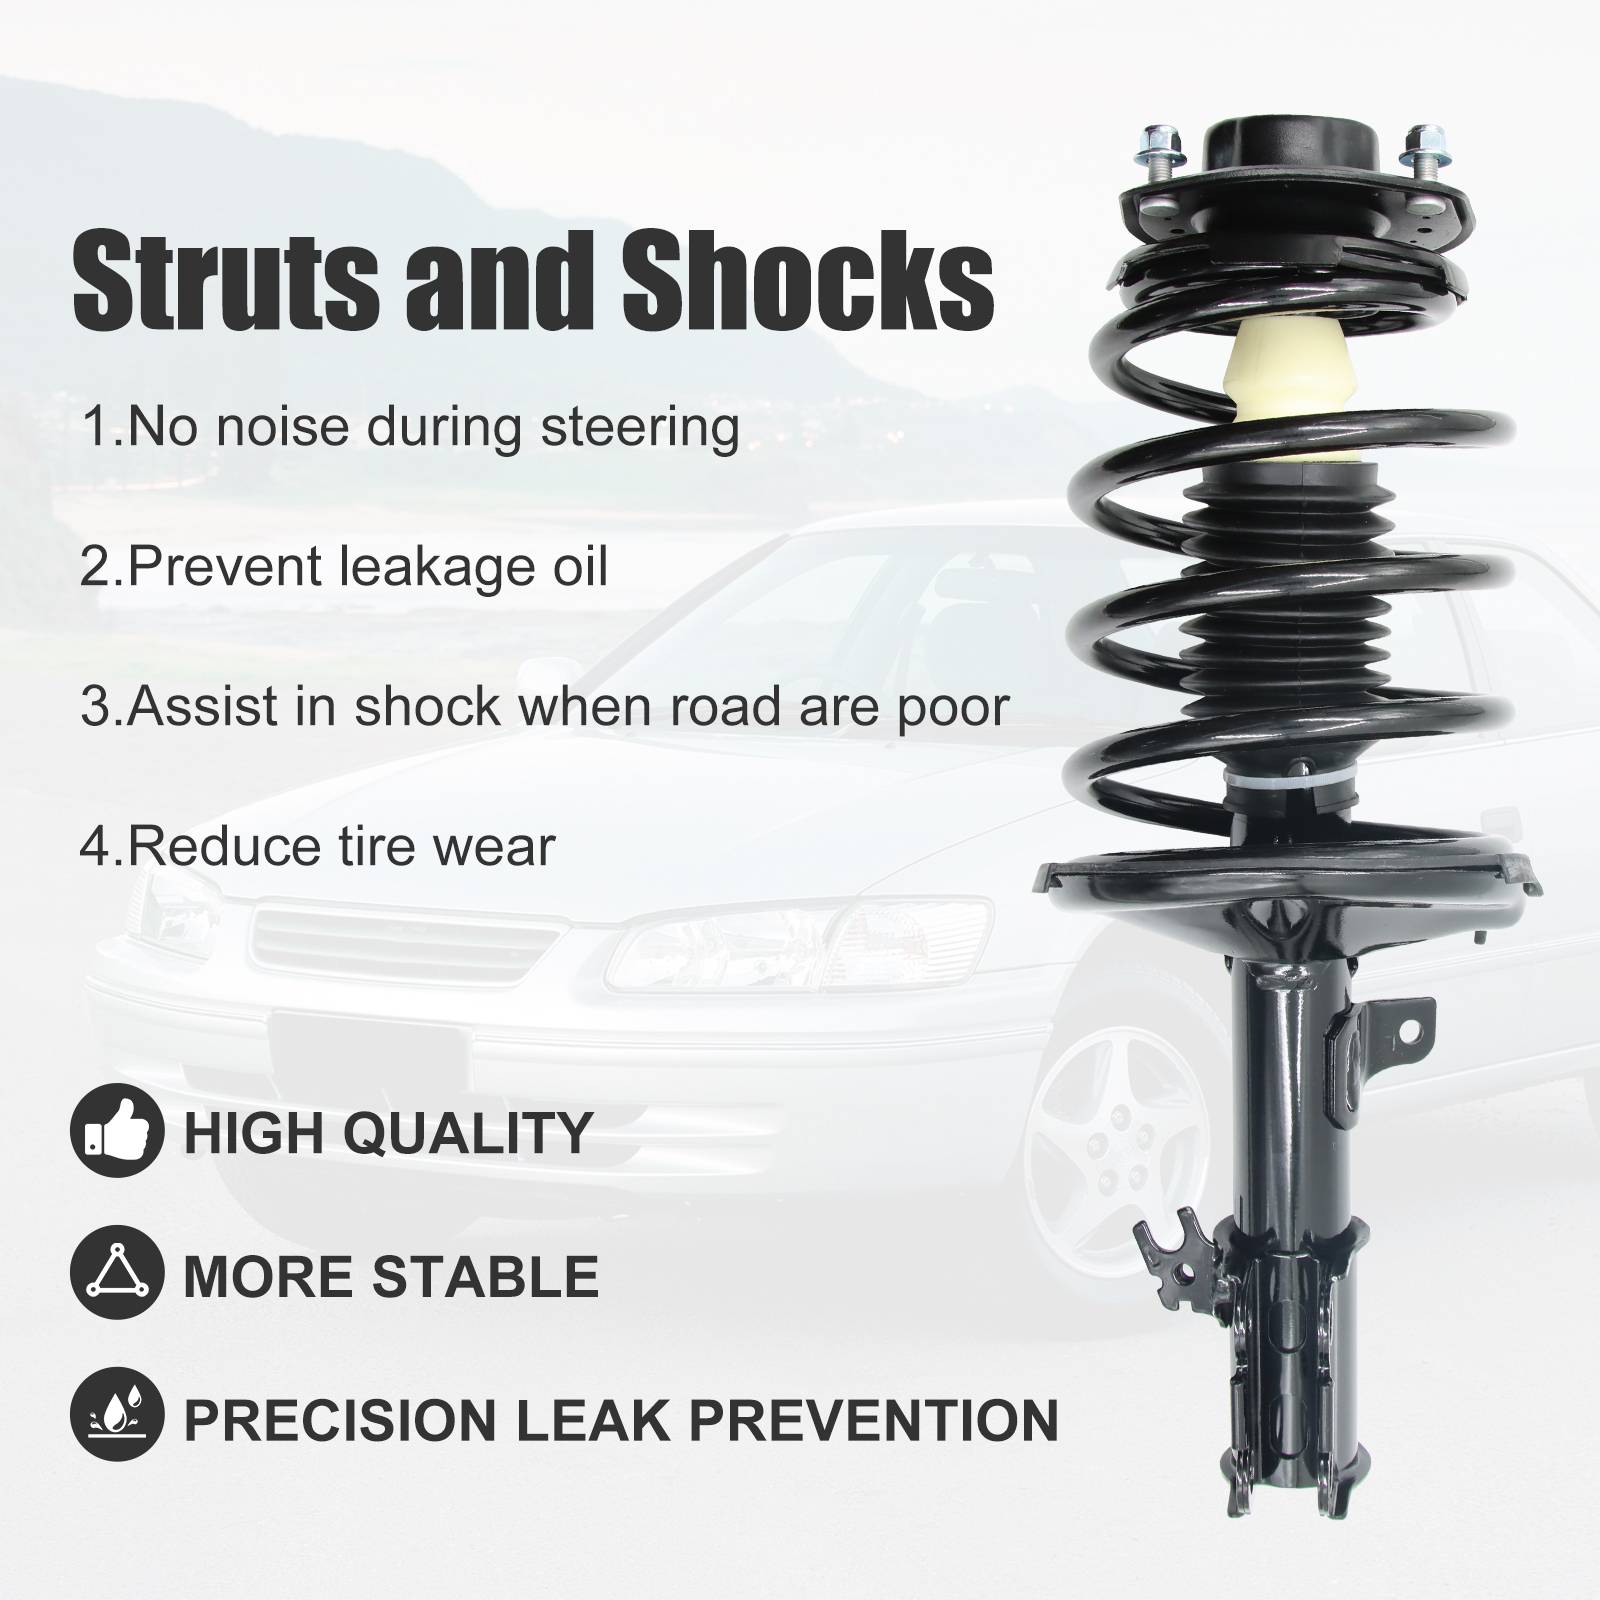 Struts and Shocks
1.No noise during steering
2.Prevent leakage oil
3.Assist in shock when road are poor
4.Reduce tire wear
HIGH QUALITY
MORE STABLE
PRECISION LEAK PREVENTION